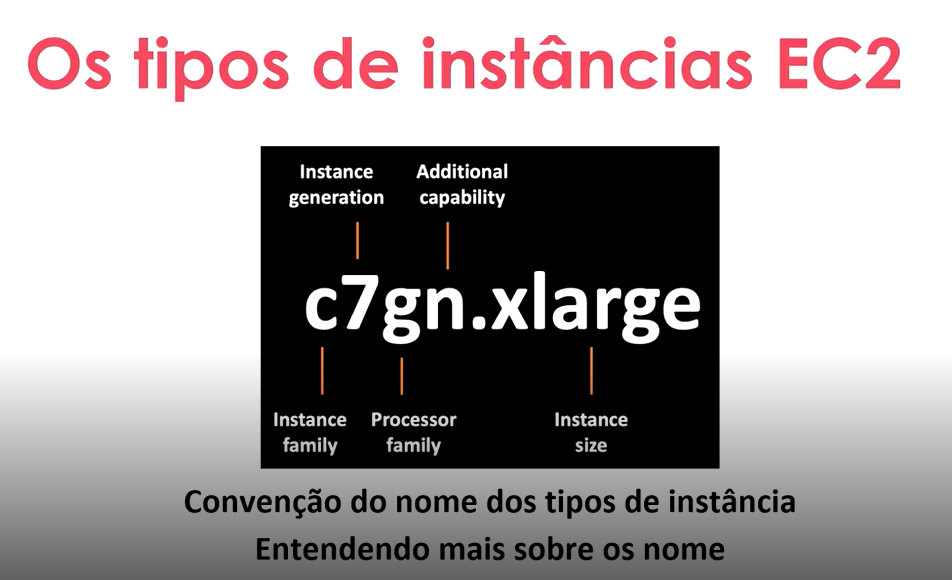 Os tipos de instâncias EC2
Instance
generation
Additional
capability
c7gn.xlarge
Instance
family
Processor
family
Instance
size
Convenção do nome dos tipos de instância
Entendendo mais sobre os nome